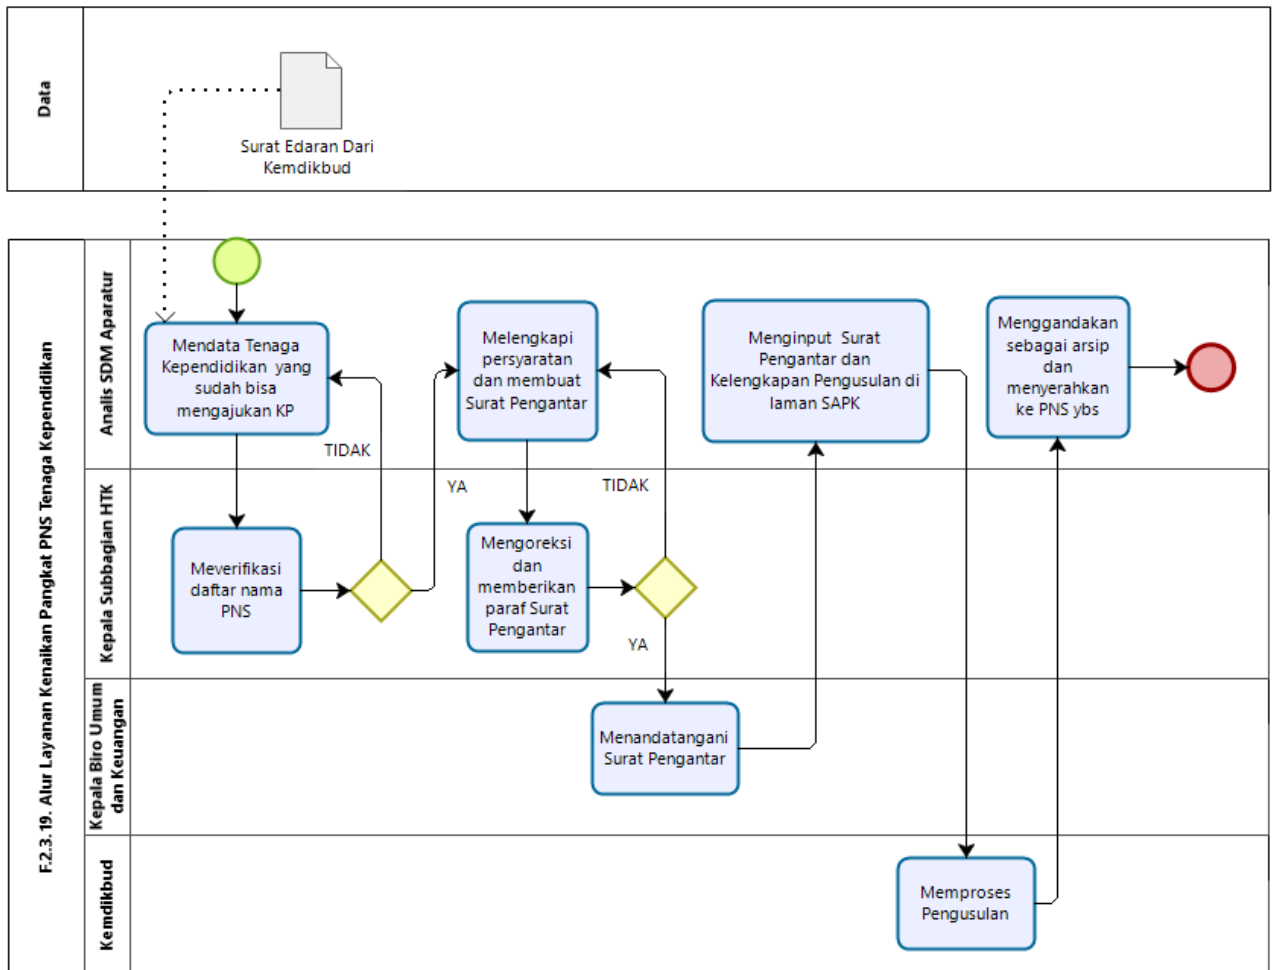 Data
Surat Edaran Dari
Kemdikbud
F.2.3.19. Alur Layanan Kenaikan Pangkat PNS Tenaga Kependidikan
Analis SDM Aparatur
Mendata Tenaga
Kependidikan yang
sudah bisa
mengajukan KP
Melengkapi
persyaratan
dan membuat
Surat Pengantar
Menginput Surat
Pengantar dan
Kelengkapan Pengusulan di
laman SAPK
Menggandakan
sebagai arsip
dan
menyerahkan
ke PNS ybs
TIDAK
Kepala Subbagian HTK
YA
TIDAK
Meverifikasi
daftar nama
PNS
Mengoreksi
dan
memberikan
paraf Surat
Pengantar
YA
Kepala Biro Umum
dan Keuangan
Menandatangani
Surat Pengantar
Kemdikbud
Memproses
Pengusulan